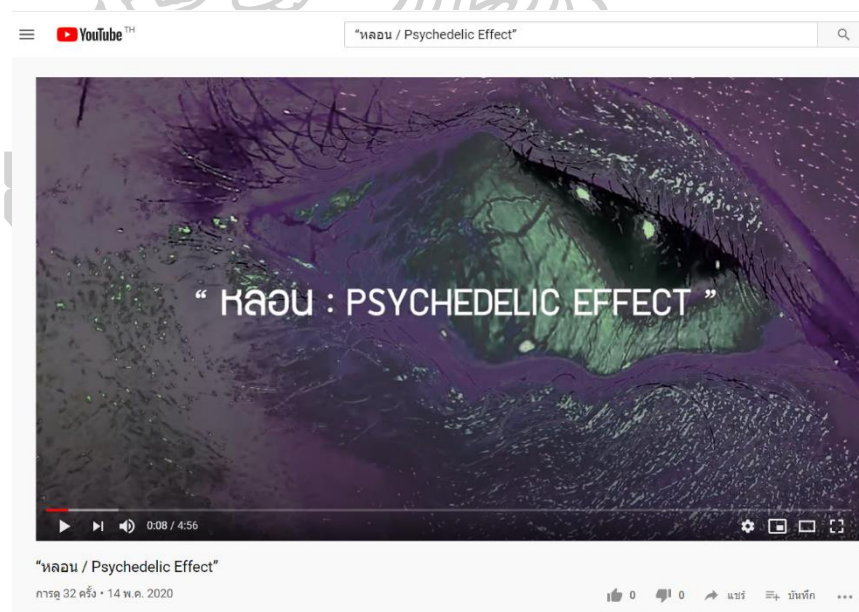 YouTube TH
"หลอน / Psychedelic Effect"
“ หลอน : PSYCHEDELIC EFFECT ”
0:08 / 4:56
"หลอน / Psychedelic Effect"
การดู 32 ครั้ง • 14 พ.ค. 2020
0
0
แชร์
บันทึก